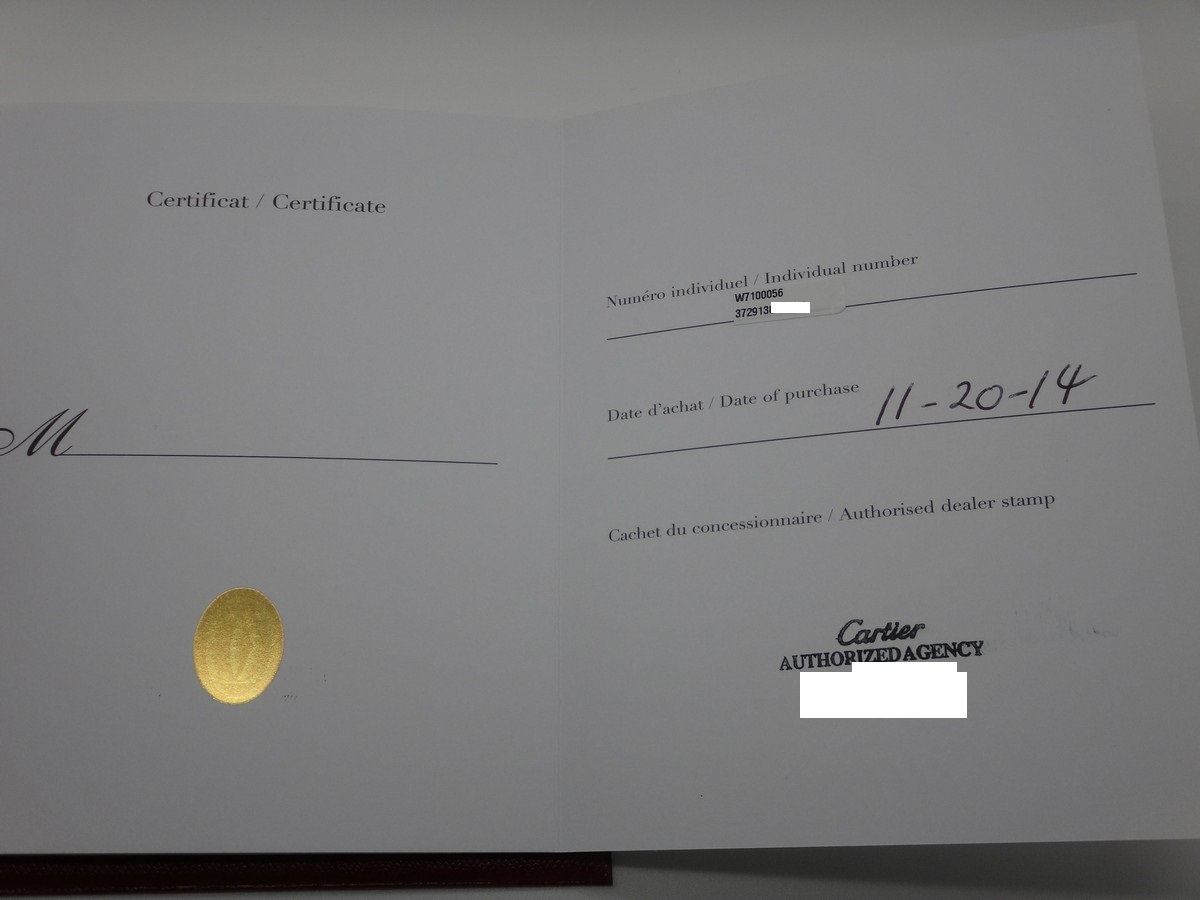 Certificat / Certificate
M
Numéro individuel / Individual number
W7100056
372913
Date d'achat / Date of purchase 11-20-14
Cachet du concessionnaire / Authorised dealer stamp
Cartier
AUTHORIZED AGENCY